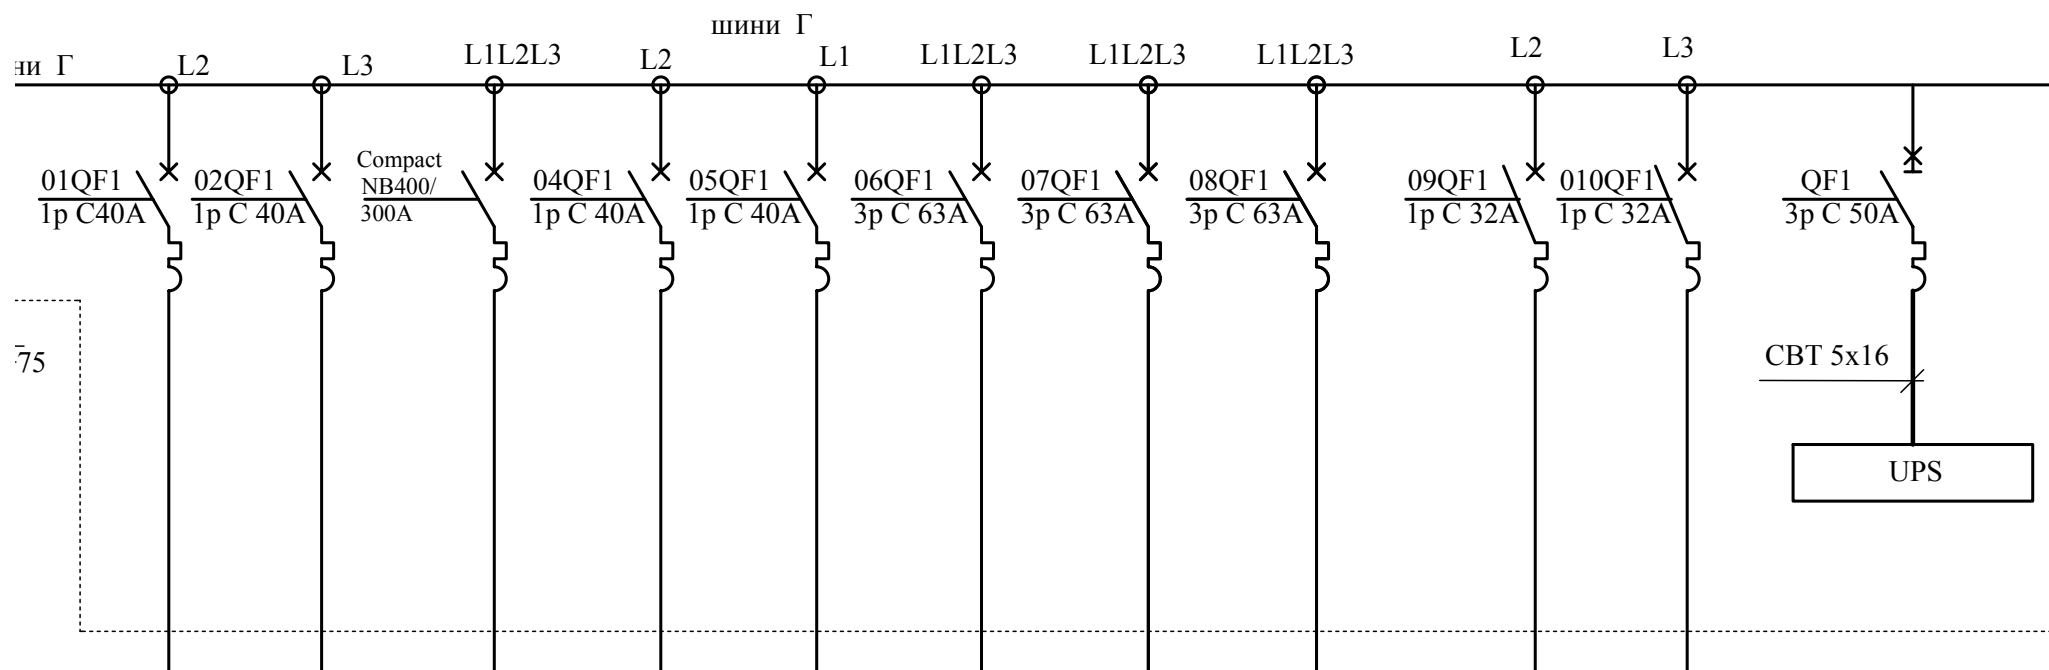 шини Г
ни Г
L2
L3
L1L2L3
L2
L1
L1L2L3
L1L2L3
L1L2L3
L2
L3
01QF1
1p C40A
02QF1
1p C 40A
Compact
NB400/
300A
04QF1
1p C 40A
05QF1
1p C 40A
06QF1
3p C 63A
07QF1
3p C 63A
08QF1
3p C 63A
09QF1
1p C 32A
010QF1
1p C 32A
QF1
3p C 50A
75
СВТ 5x16
UPS